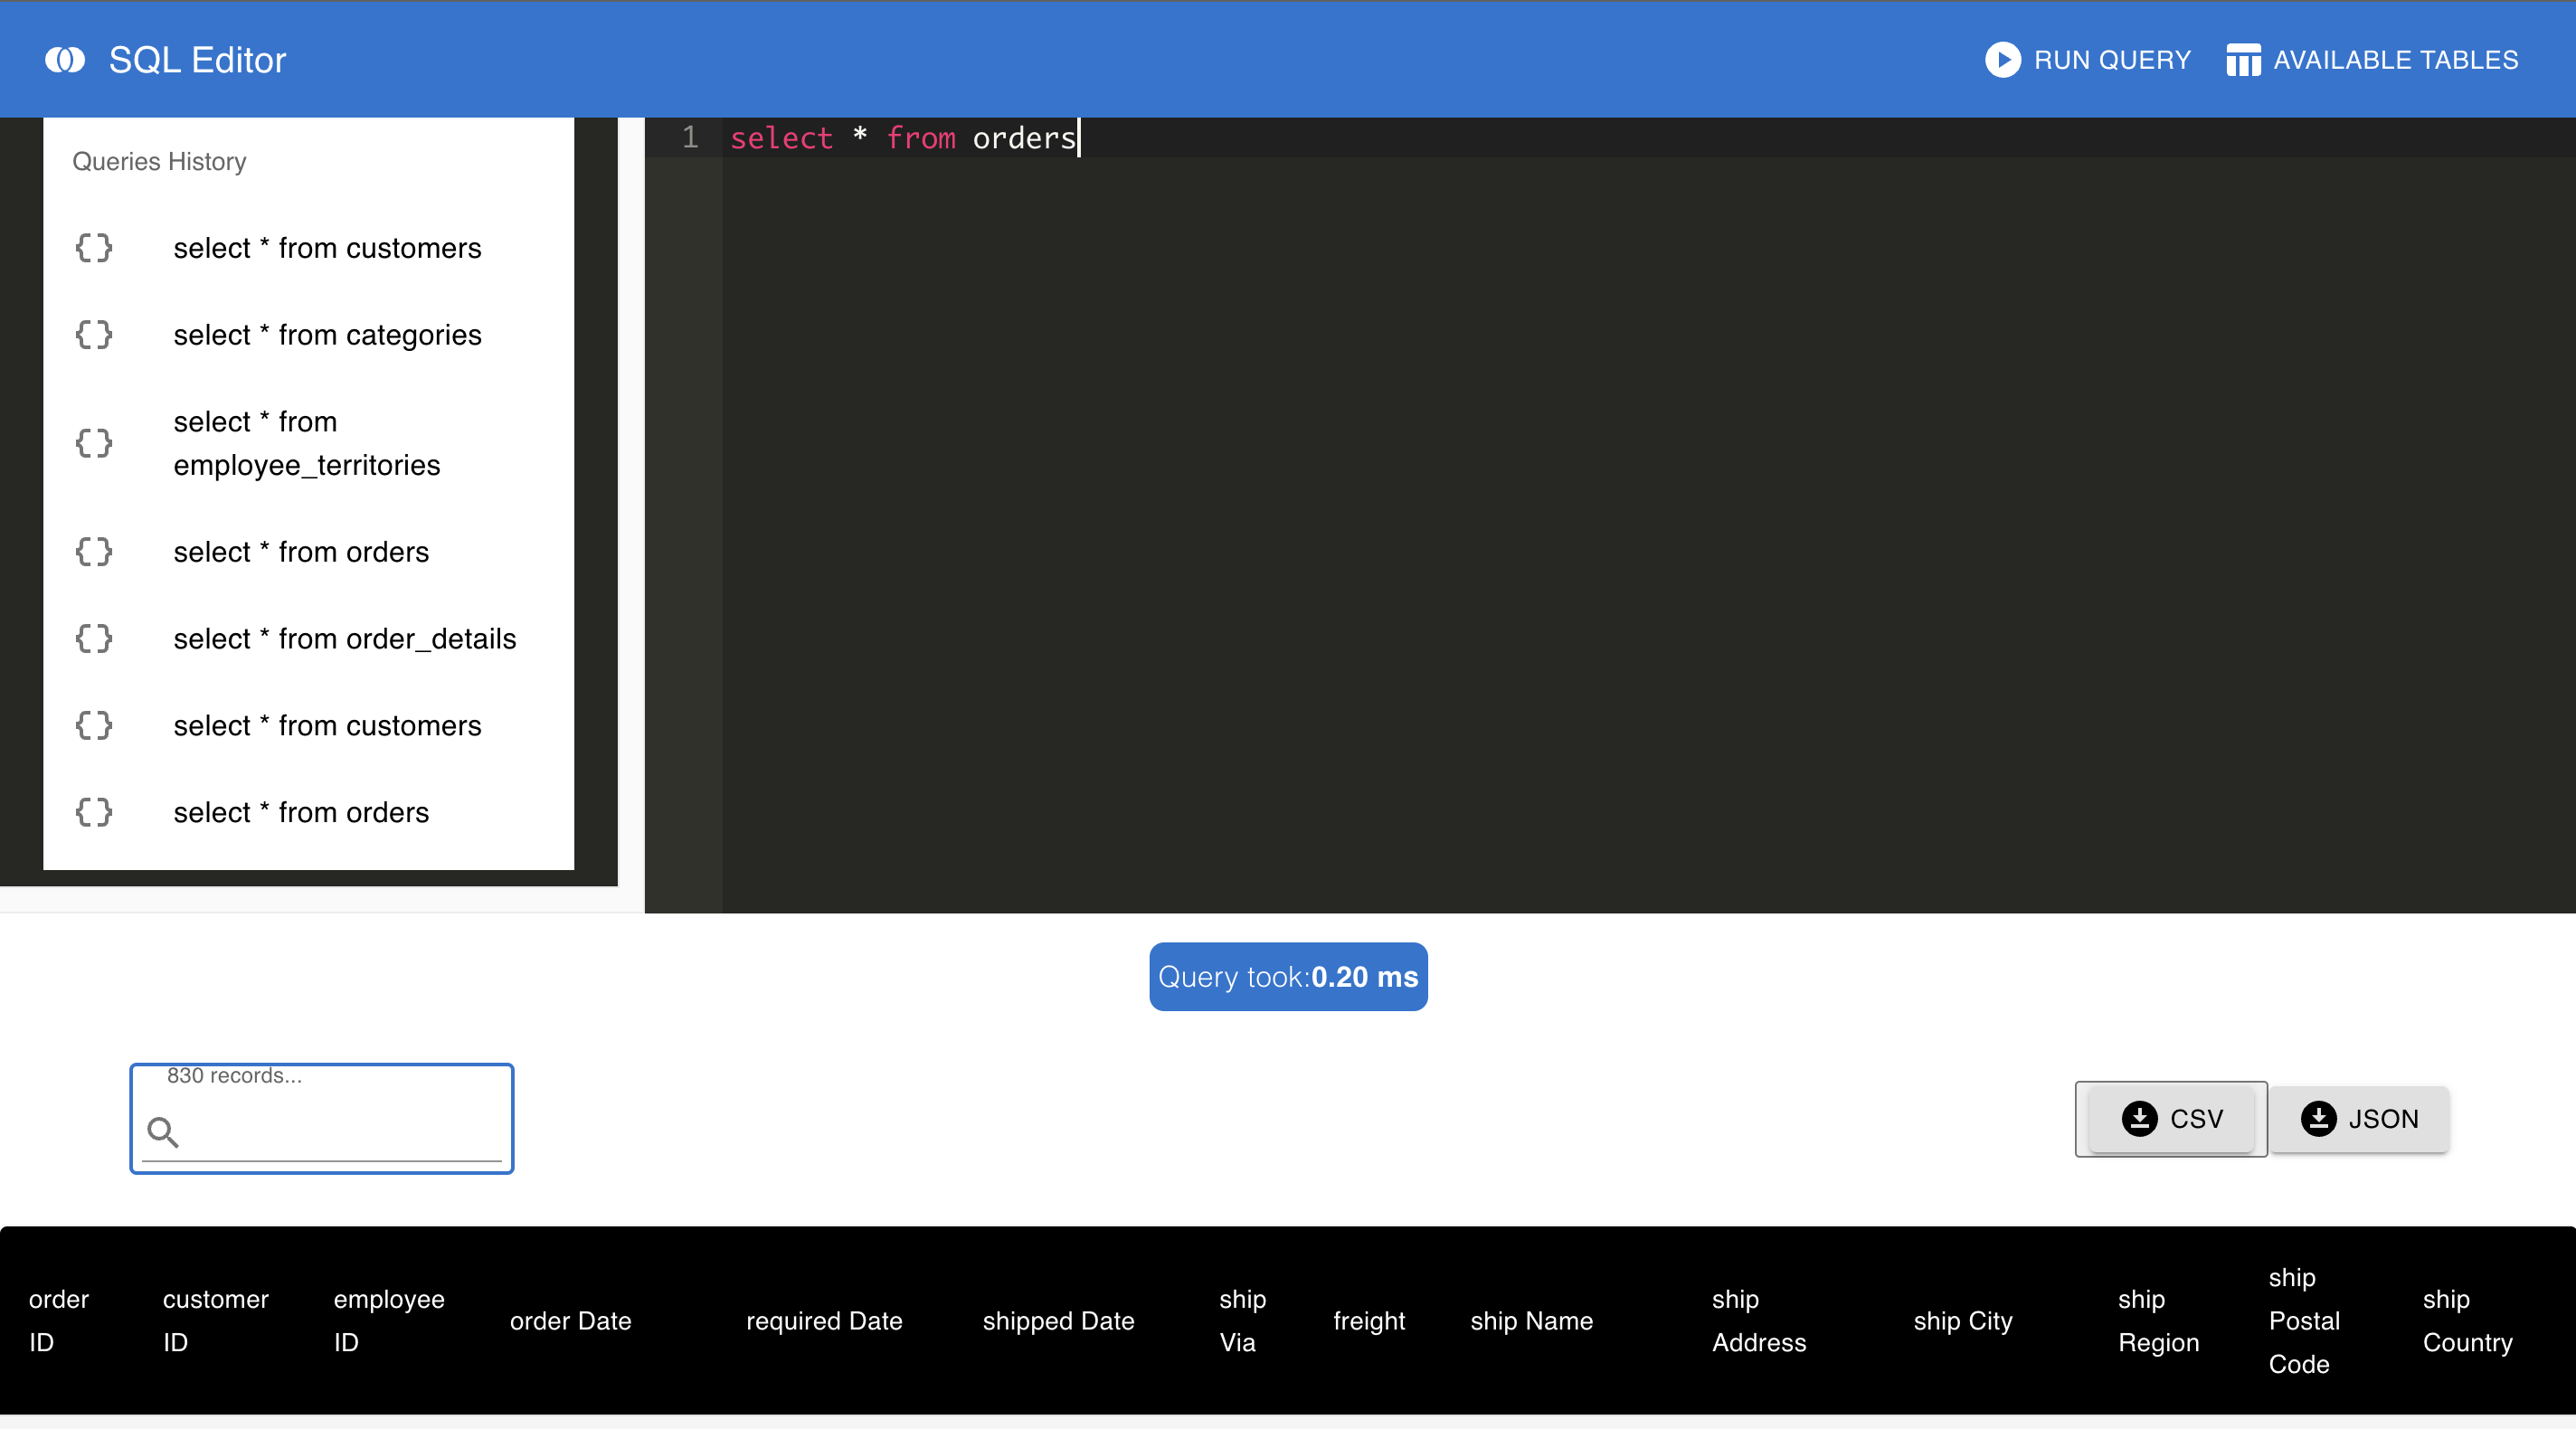 SQL Editor
RUN QUERY
AVAILABLE TABLES
Queries History
select * from customers
select * from categories
select * from
employee_territories
select * from orders
select * from order_details
select * from customers
select * from orders
1
select * from orders
Query took:0.20 ms
830 records...
CSV
JSON
order
ID
customer
ID
employee
ID
order Date
required Date
shipped Date
ship
Via
freight
ship Name
ship
Address
ship City
ship
Region
ship
Postal
Code
ship
Country